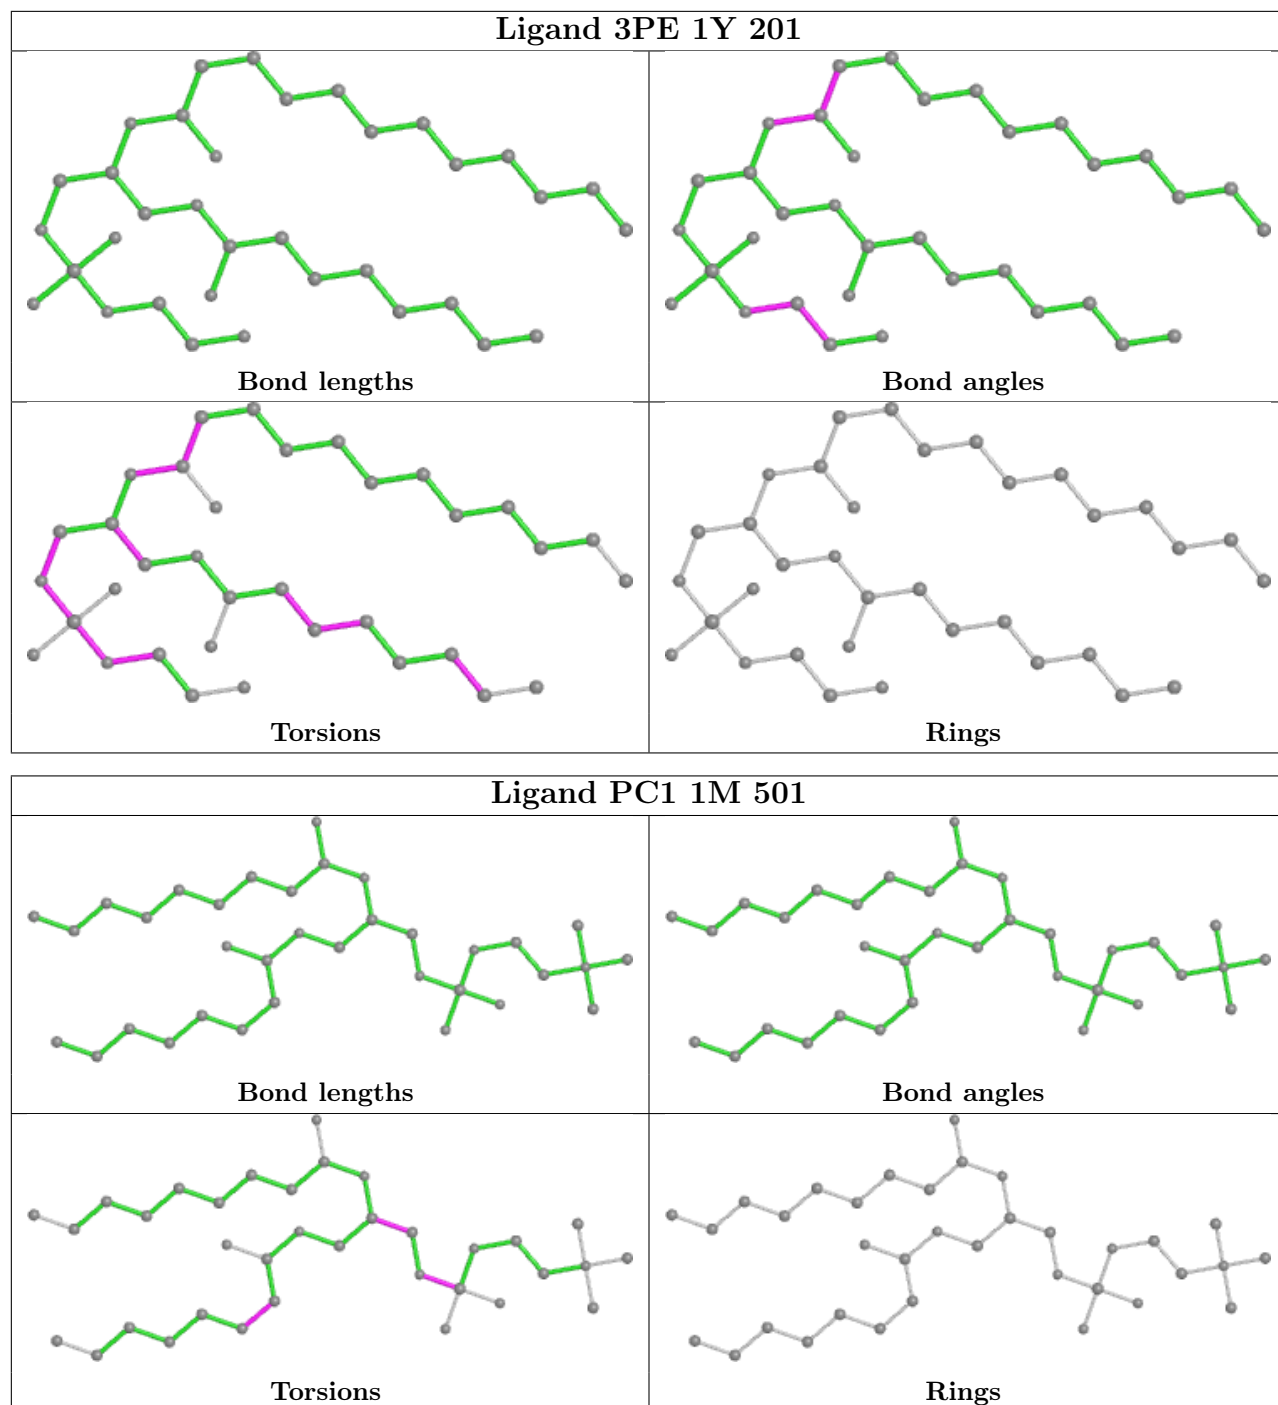 Ligand 3PE 1Y 201
Bond lengths
Bond angles
Torsions
Rings
Ligand PC1 1M 501
Bond lengths
Bond angles
Torsions
Rings